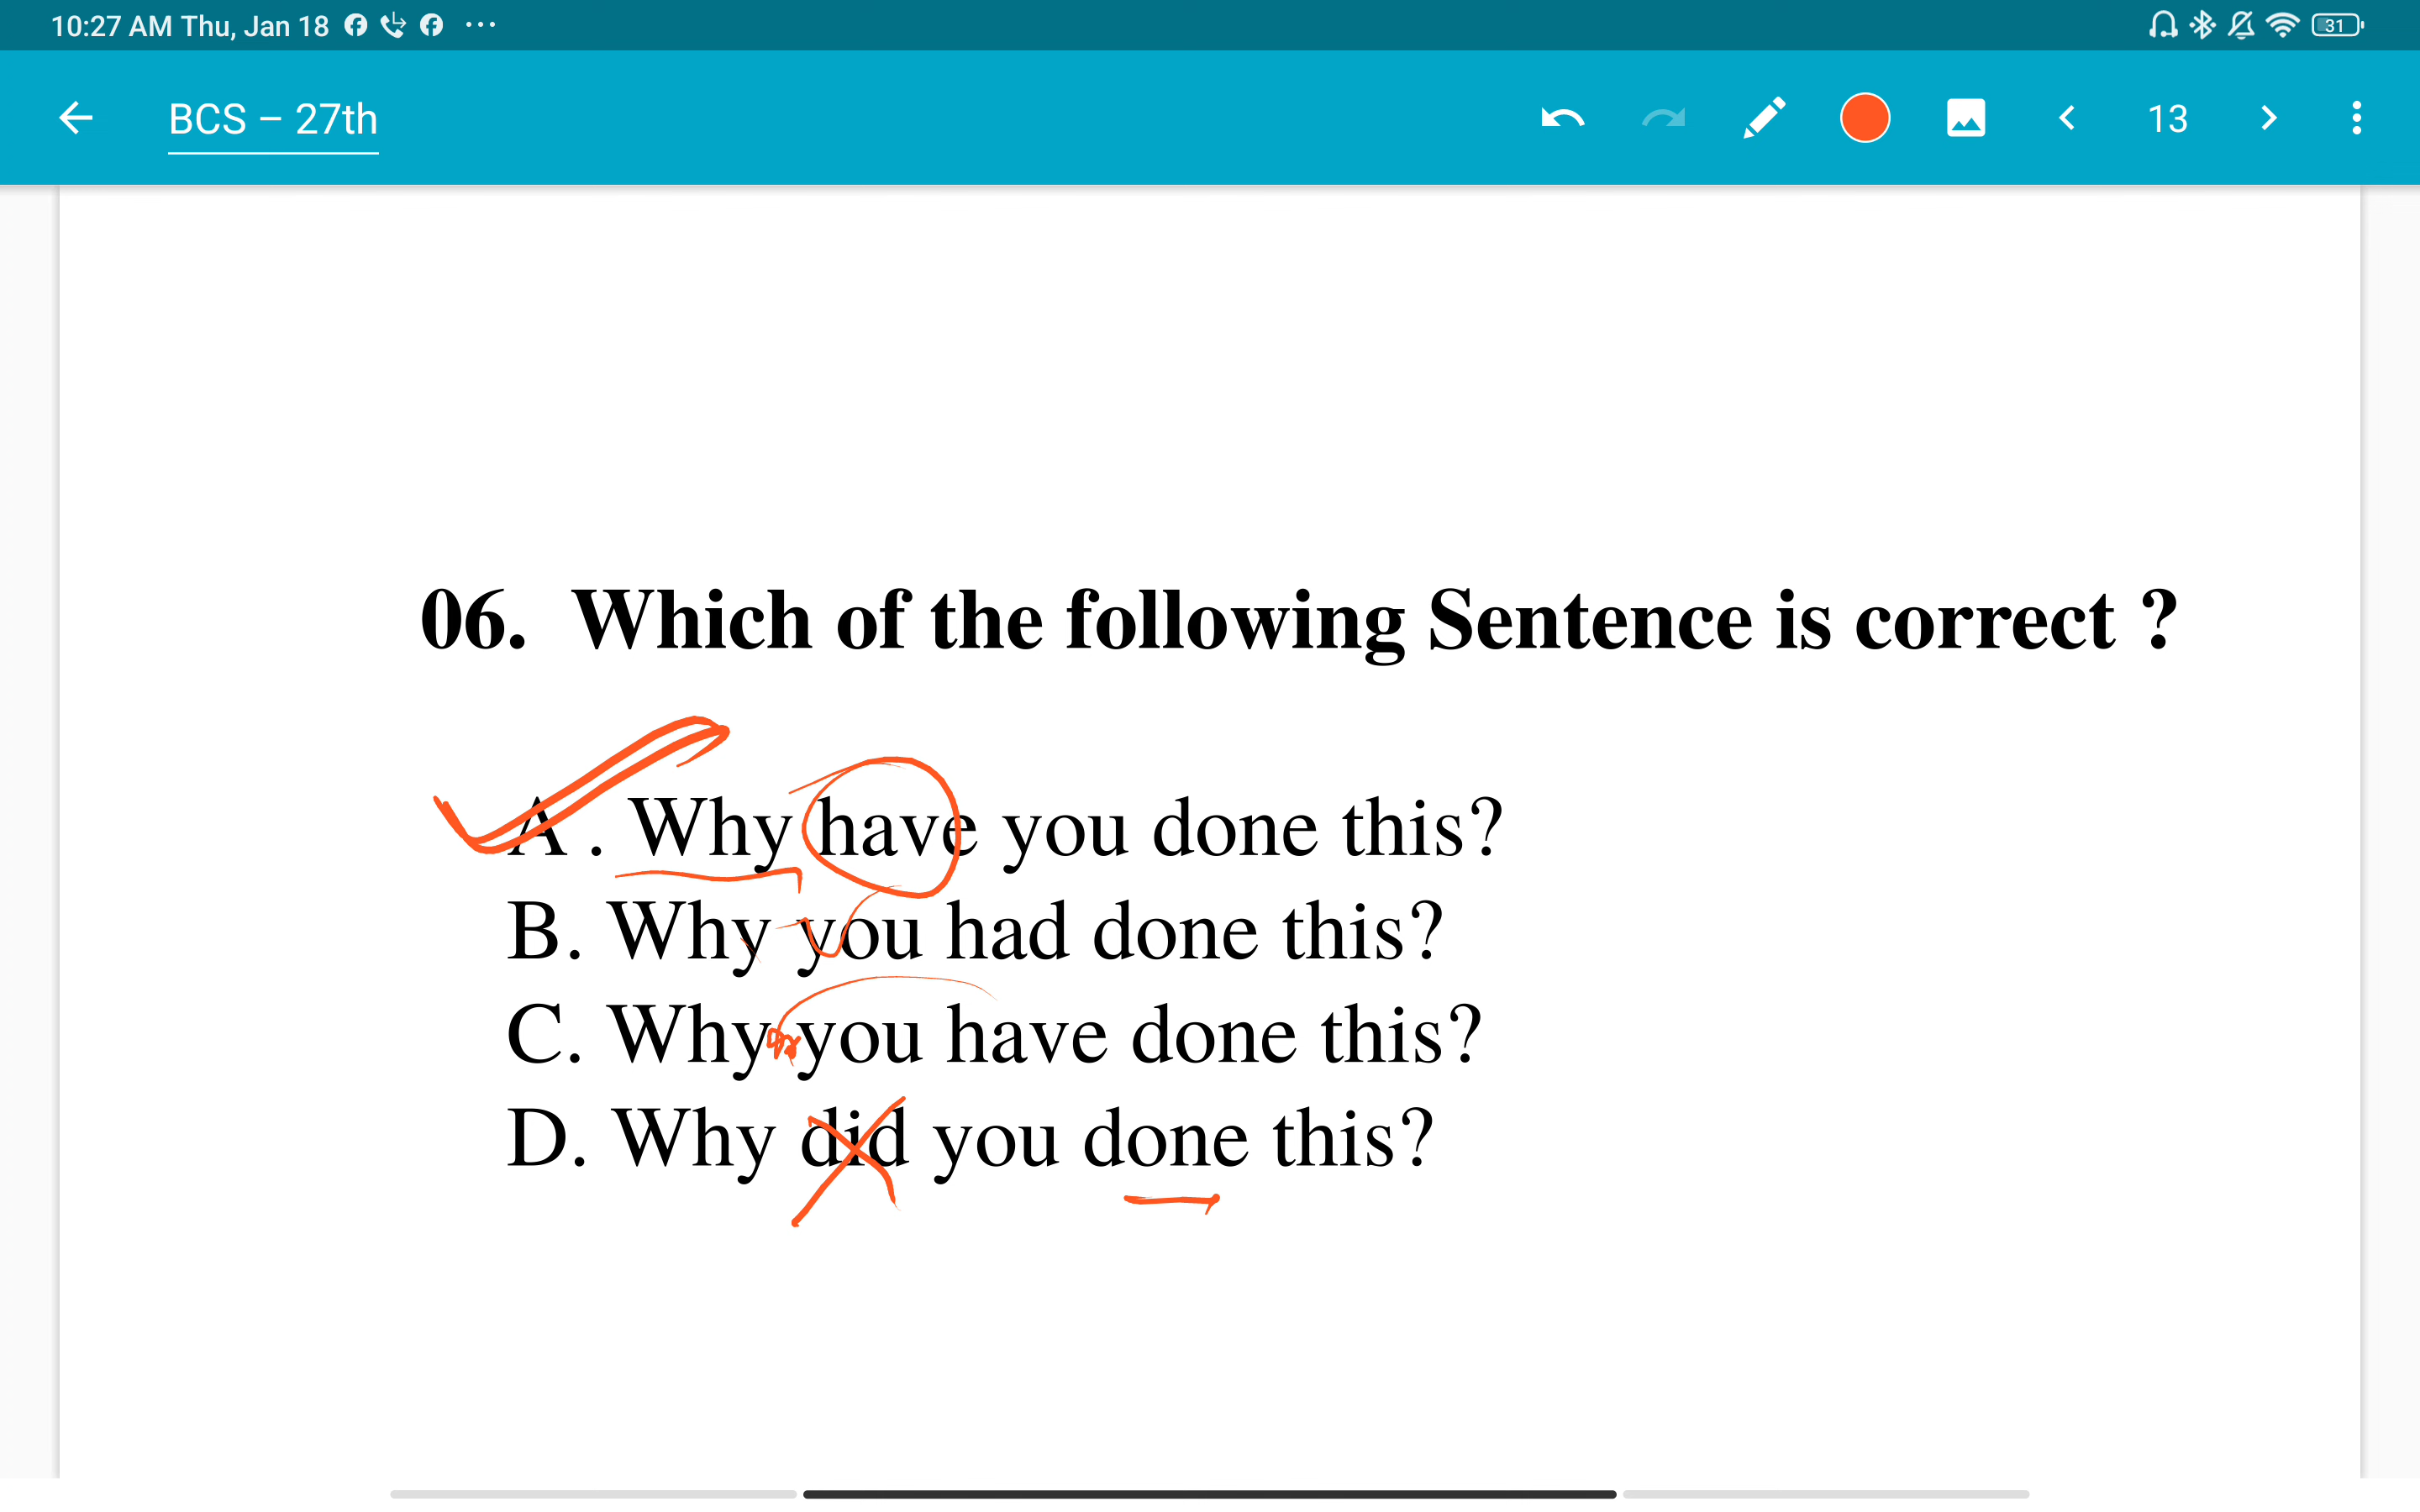 10:27 AM Thu, Jan 18
31
BCS – 27th
13
06. Which of the following Sentence is correct ?
A . Why have you done this?
B. Why you had done this?
C. Why you have done this?
D. Why did you done this?